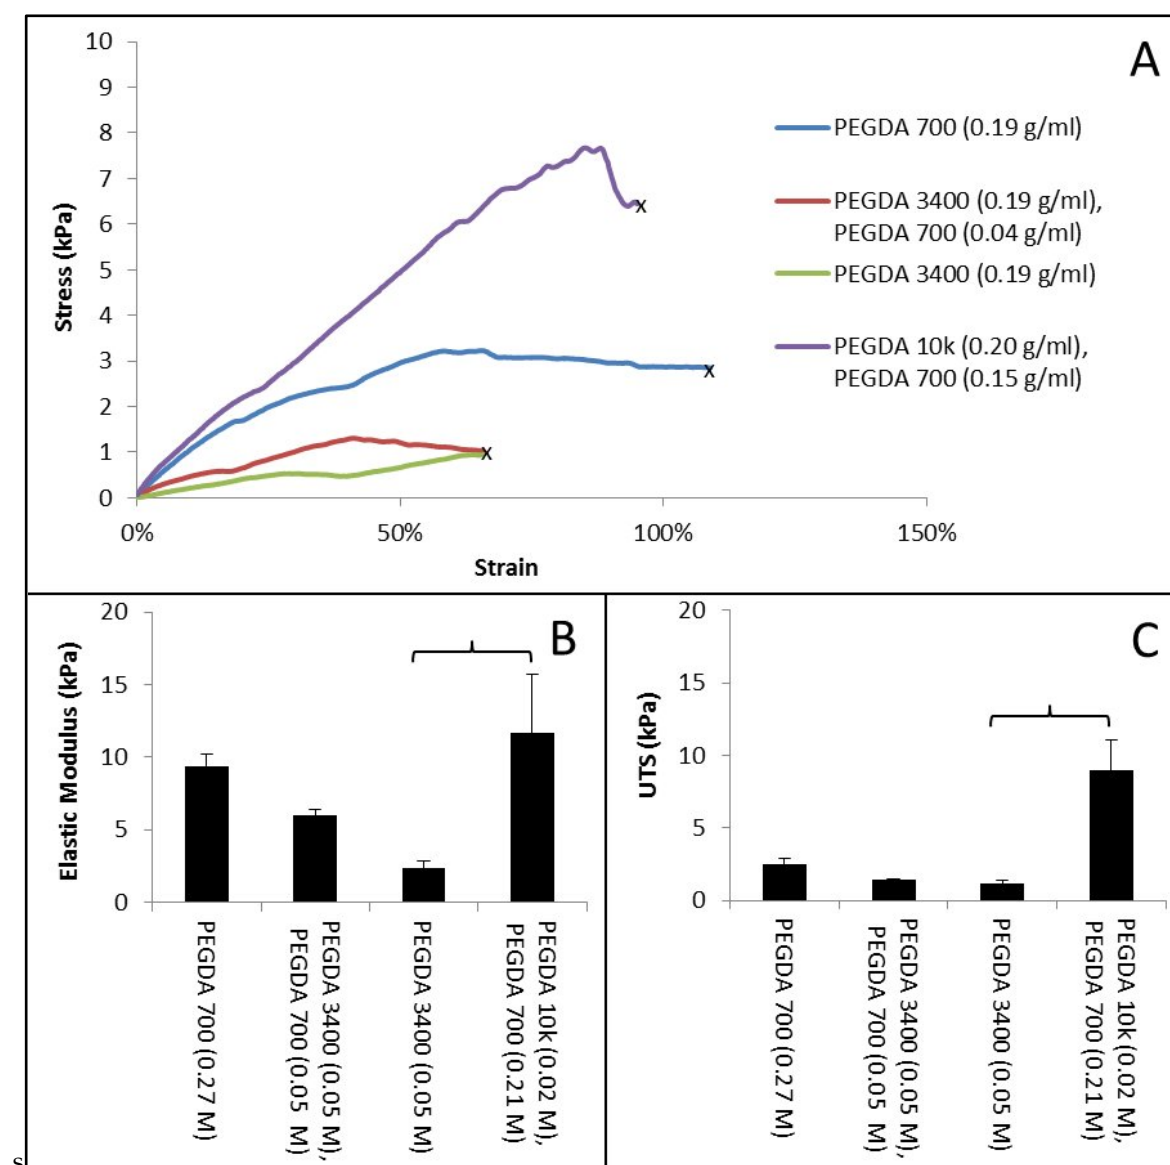 A
10
9
8
7
6
5
4
3
2
1
0
Stress (kPa)
0% 50% 100% 150%
Strain
x
x
x
PEGDA 700 (0.19 g/ml)
PEGDA 3400 (0.19 g/ml),
PEGDA 700 (0.04 g/ml)
PEGDA 3400 (0.19 g/ml)
PEGDA 10k (0.20 g/ml),
PEGDA 700 (0.15 g/ml)
B
20
15
10
5
0
Elastic Modulus (kPa)
PEGDA 700 (0.27 M)
PEGDA 3400 (0.05 M),
PEGDA 700 (0.05 M)
PEGDA 3400 (0.05 M)
PEGDA 10k (0.02 M),
PEGDA 700 (0.21 M)
C
20
15
10
5
0
UTS (kPa)
PEGDA 700 (0.27 M)
PEGDA 3400 (0.05 M),
PEGDA 700 (0.05 M)
PEGDA 3400 (0.05 M)
PEGDA 10k (0.02 M),
PEGDA 700 (0.21 M)
s